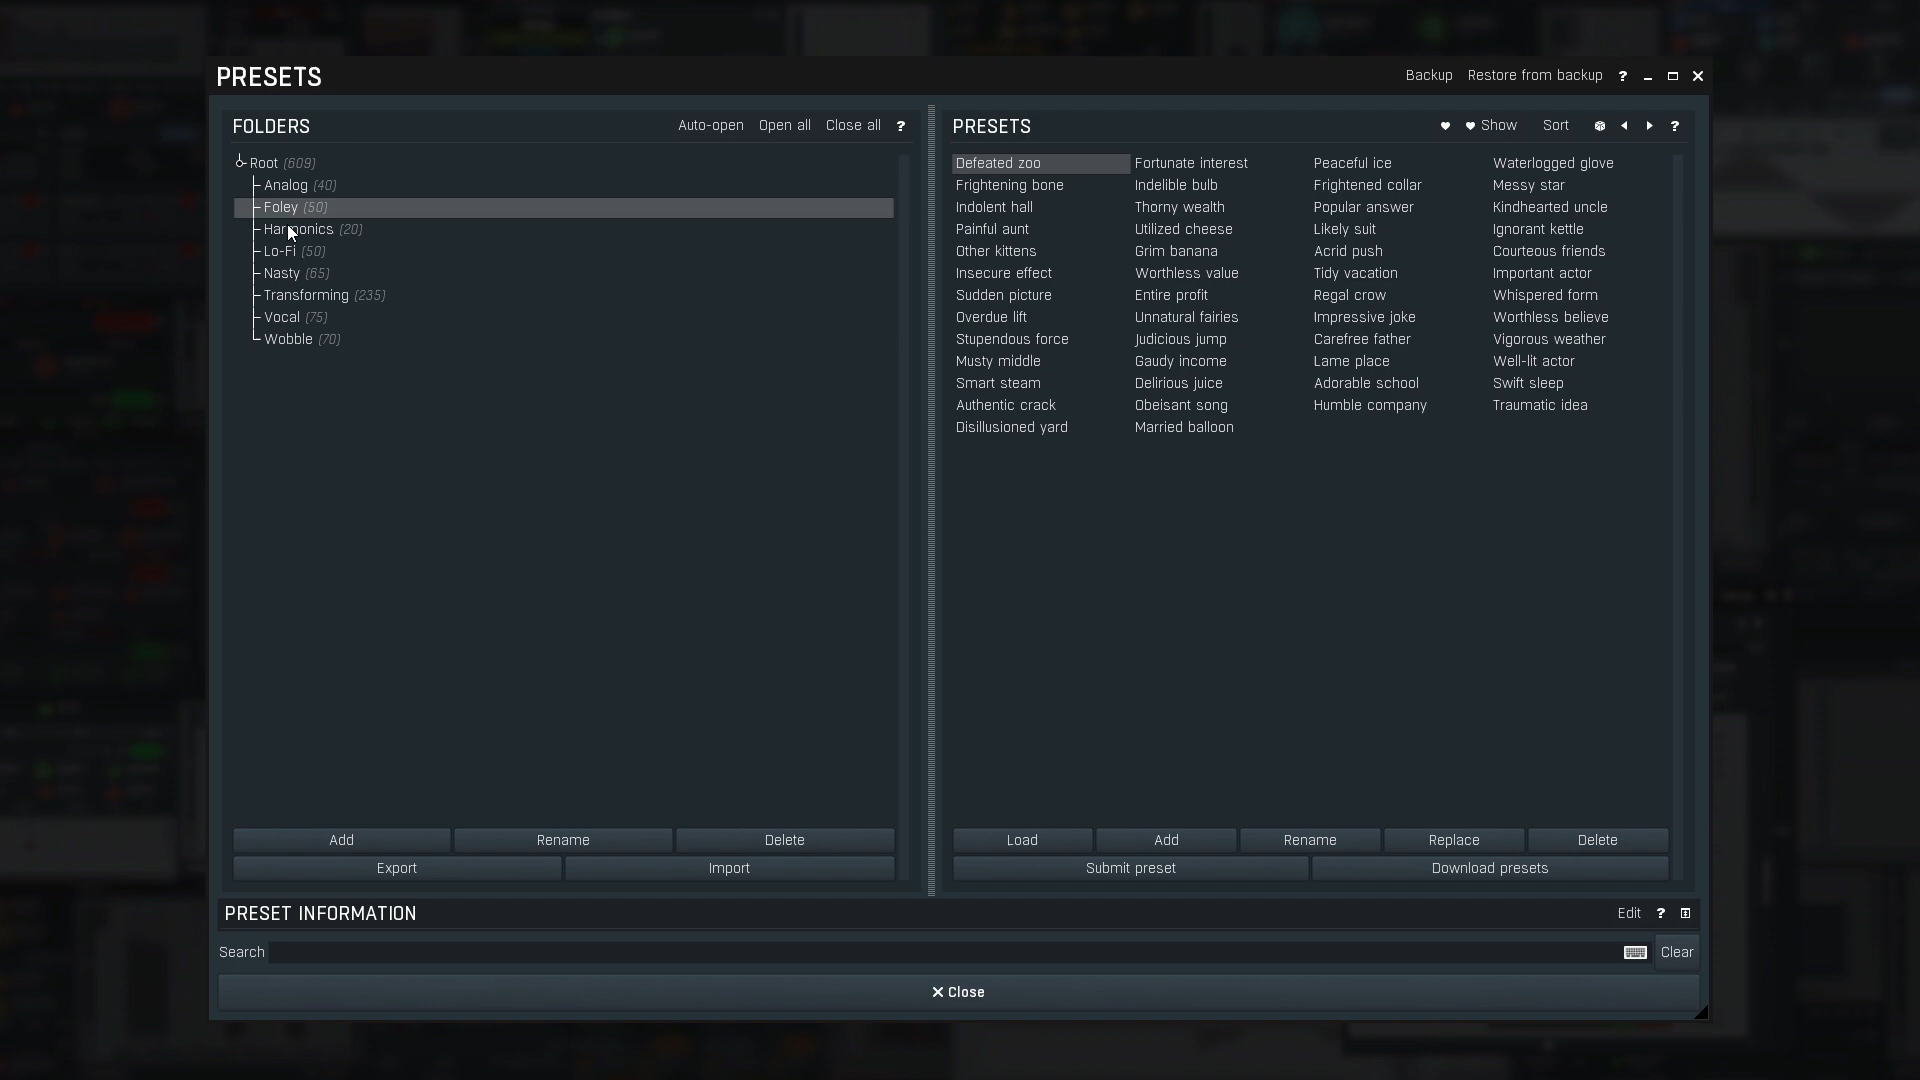 PRESETS
Backup Restore from backup ?
FOLDERS
Auto-open Open all Close all ?
Root (609)
Analog (40)
Foley (50)
Harmonics (20)
Lo-Fi (50)
Nasty (65)
Transforming (235)
Vocal (75)
Wobble (70)
Add Rename Delete
Export Import
PRESETS
Show Sort ?
Defeated zoo Fortunate interest Peaceful ice Waterlogged glove
Frightening bone Indelible bulb Frightened collar Messy star
Indolent hall Thorny wealth Popular answer Kindhearted uncle
Painful aunt Utilized cheese Likely suit Ignorant kettle
Other kittens Grim banana Acrid push Courteous friends
Insecure effect Worthless value Tidy vacation Important actor
Sudden picture Entire profit Regal crow Whispered form
Overdue lift Unnatural fairies Impressive joke Worthless believe
Stupendous force Judicious jump Carefree father Vigorous weather
Musty middle Gaudy income Lame place Well-lit actor
Smart steam Delirious juice Adorable school Swift sleep
Authentic crack Obeisant song Humble company Traumatic idea
Disillusioned yard Married balloon
Load Add Rename Replace Delete
Submit preset Download presets
PRESET INFORMATION
Edit ?
Search Clear
Close